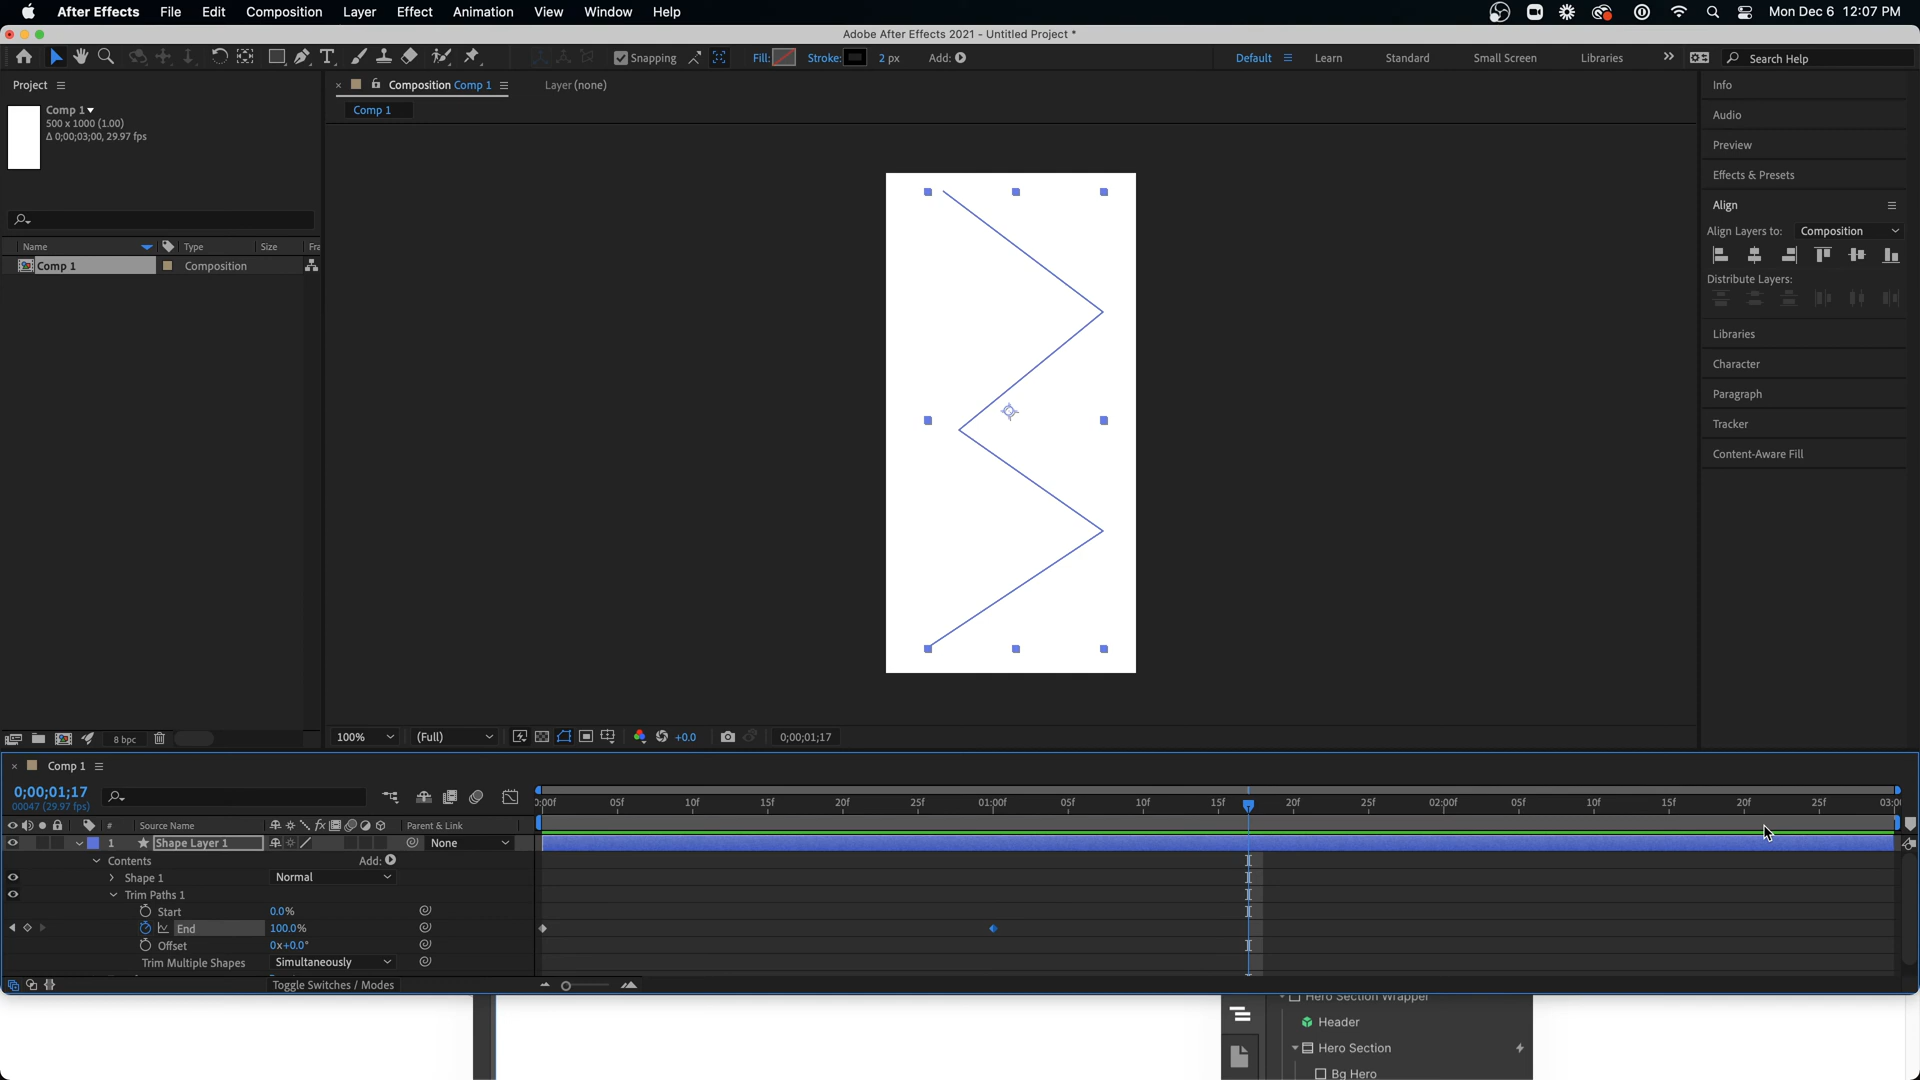 After Effects File Edit Composition Layer Effect Animation View Window Help Mon Dec 6 12:07 PM
Adobe After Effects 2021 - Untitled Project *
Snapping Fill: Stroke: 2 px Add: Default Learn Standard Small Screen Libraries Search Help
Project
Comp 1
500 x 1000 (1.00)
Δ 0;00;03;00, 29.97 fps
Name Type Size Fra
Comp 1 Composition
Composition Comp 1 Layer (none)
Comp 1
Info
Audio
Preview
Effects & Presets
Align
Align Layers to: Composition
Distribute Layers:
Libraries
Character
Paragraph
Tracker
Content-Aware Fill
8 bpc
100% (Full) +0.0 0;00;01;17
Comp 1
0;00;01;17
00047 (29.97 fps)
0:00f 05f 10f 15f 20f 25f 01:00f 05f 10f 15f 20f 25f 02:00f 05f 10f 15f 20f 25f 03:0
# Source Name fx Parent & Link
1 Shape Layer 1 None
Contents Add:
Shape 1 Normal
Trim Paths 1
Start 0.0%
End 100.0%
Offset 0x+0.0°
Trim Multiple Shapes Simultaneously
Toggle Switches / Modes
Hero Section Wrapper
Header
Hero Section
Bg Hero